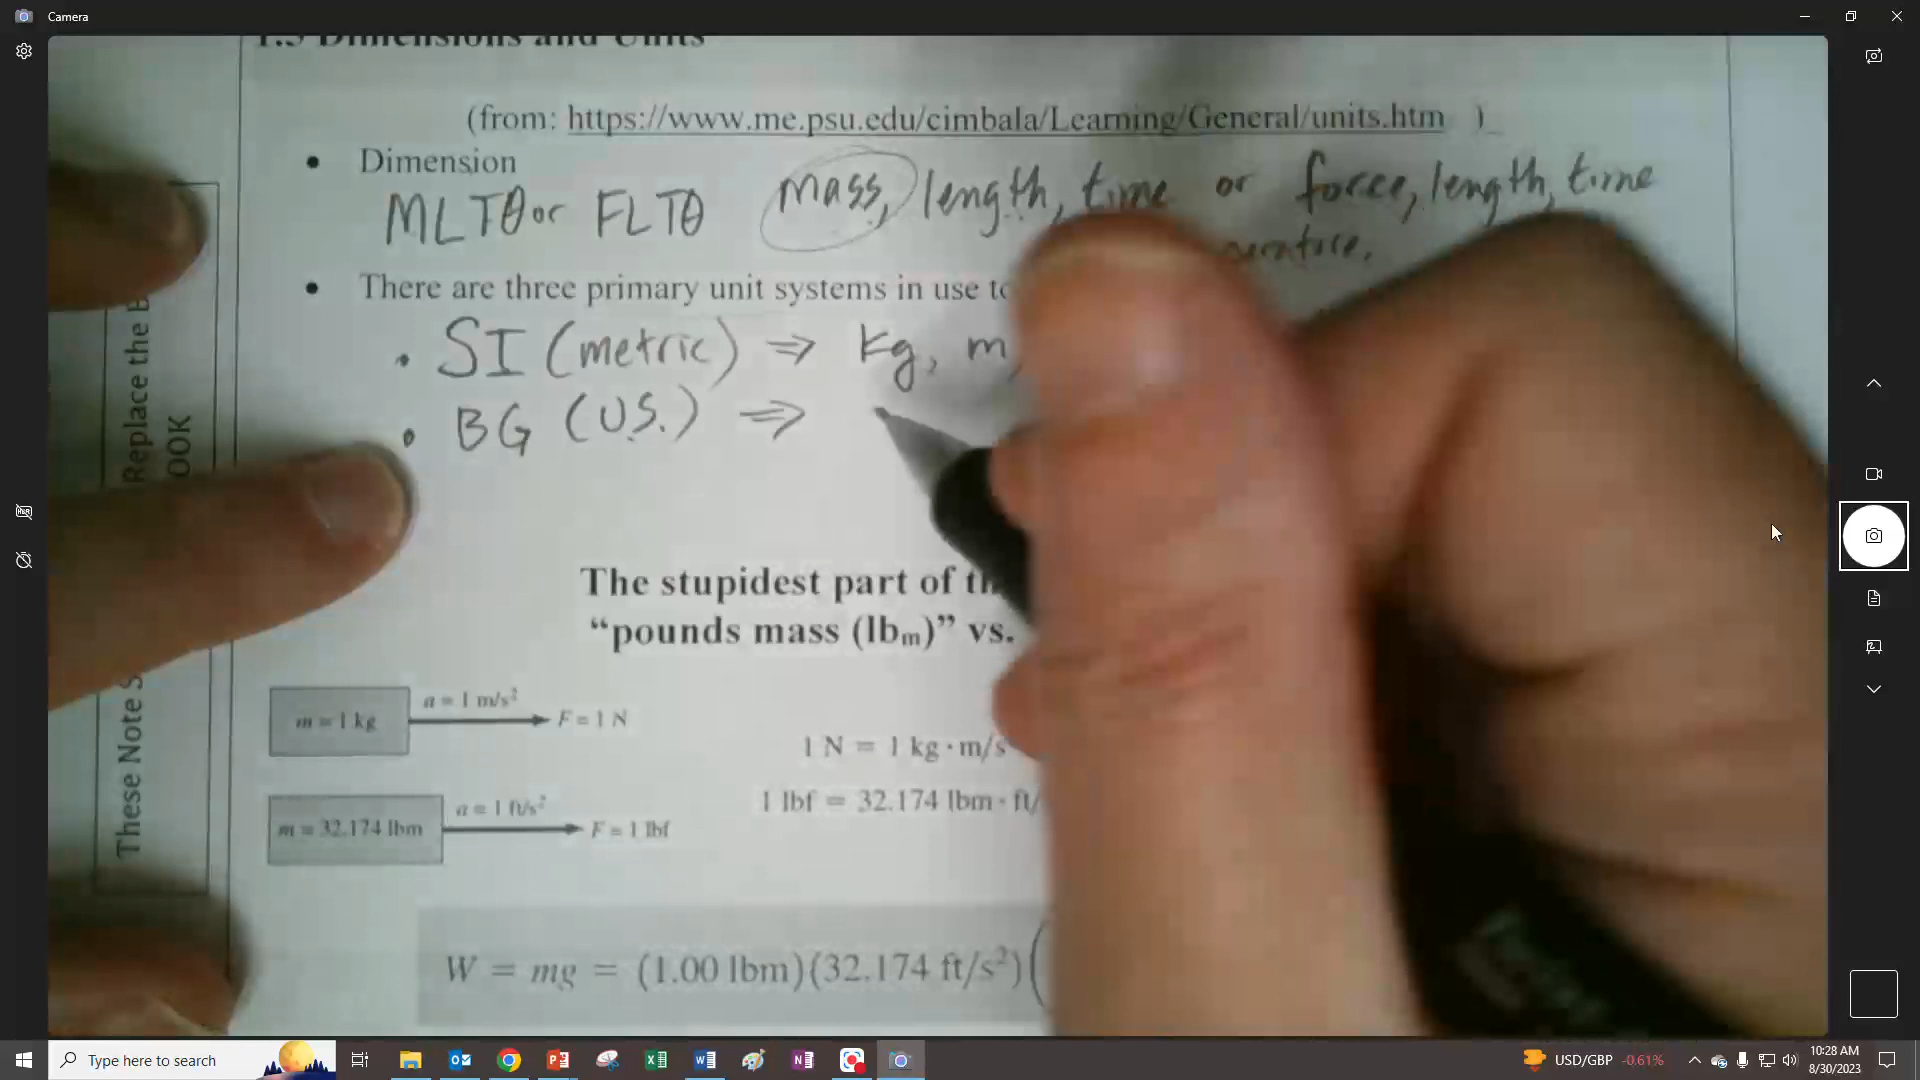 Camera
1.3 Dimensions and Units
(from: https://www.me.psu.edu/cimbala/Learning/General/units.htm )
• Dimension
MLTθ or FLTθ mass, length, time or force, length, time
• There are three primary unit systems in use
• SI (metric) ⇒ kg, m,
• BG (U.S.) ⇒
The stupidest part of
“pounds mass (lbm)” vs.
a = 1 m/s²
m = 1 kg
F = 1 N
1 N = 1 kg · m/s
a = 1 ft/s²
1 lbf = 32.174 lbm · ft/
m = 32.174 lbm
F = 1 lbf
W = mg = (1.00 lbm)(32.174 ft/s²)(
Replace the
OOK
These Note
Type here to search
USD/GBP -0.61%
10:28 AM
8/30/2023